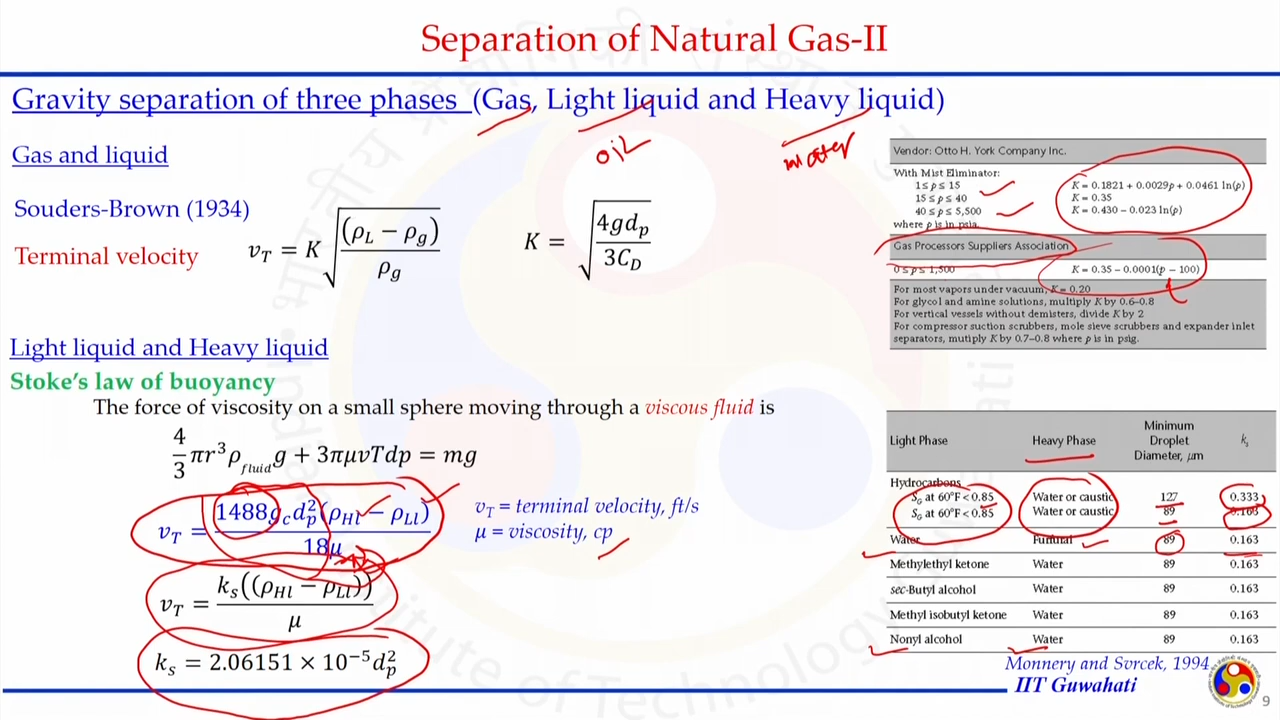 Separation of Natural Gas-II
Gravity separation of three phases (Gas, Light liquid and Heavy liquid)
oil
water
Gas and liquid
Souders-Brown (1934)
Terminal velocity
v_T = K √((ρ_L − ρ_g) / ρ_g)
K = √(4gd_p / 3C_D)
Light liquid and Heavy liquid
Stoke's law of buoyancy
The force of viscosity on a small sphere moving through a viscous fluid is
4/3 πr³ρ_fluid g + 3πμvTdp = mg
v_T = 1488g_c d_p²(ρ_Hl − ρ_Ll) / 18μ
v_T = terminal velocity, ft/s
μ = viscosity, cp
v_T = k_s((ρ_Hl − ρ_Ll)) / μ
k_s = 2.06151 × 10⁻⁵d_p²
Vendor: Otto H. York Company Inc.
With Mist Eliminator:
1 ≤ p ≤ 15 K = 0.1821 + 0.0029p + 0.0461 ln(p)
15 ≤ p ≤ 40 K = 0.35
40 ≤ p ≤ 5,500 K = 0.430 − 0.023 ln(p)
where p is in psia.
Gas Processors Suppliers Association
0 ≤ p ≤ 1,500 K = 0.35 − 0.0001(p − 100)
For most vapors under vacuum, K = 0.20
For glycol and amine solutions, multiply K by 0.6–0.8
For vertical vessels without demisters, divide K by 2
For compressor suction scrubbers, mole sieve scrubbers and expander inlet
separators, mutiply K by 0.7–0.8 where p is in psig.
Light Phase Heavy Phase Minimum Droplet Diameter, μm k_s
Hydrocarbons
S_G at 60°F < 0.85 Water or caustic 127 0.333
S_G at 60°F < 0.85 Water or caustic 89 0.163
Water Furfural 89 0.163
Methylethyl ketone Water 89 0.163
sec-Butyl alcohol Water 89 0.163
Methyl isobutyl ketone Water 89 0.163
Nonyl alcohol Water 89 0.163
Monnery and Svrcek, 1994
IIT Guwahati
9